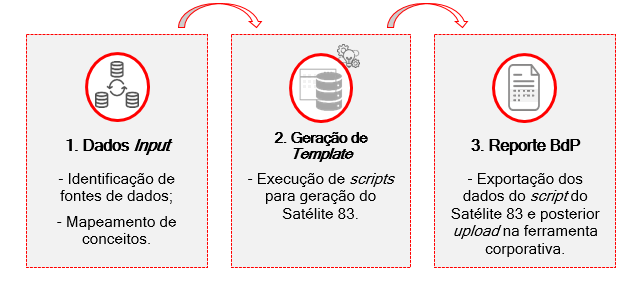 1. Dados Input
- Identificação de
fontes de dados;
- Mapeamento de
conceitos.
2. Geração de
Template
- Execução de scripts
para geração do
Satélite 83.
3. Reporte BdP
- Exportação dos
dados do script do
Satélite 83 e posterior
upload na ferramenta
corporativa.